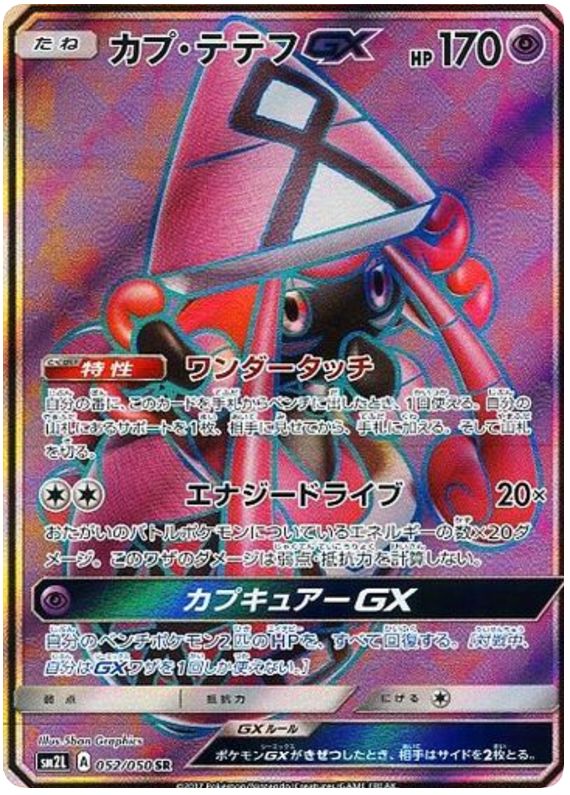 たね カプ・テテフGX HP170
特性 ワンダータッチ
自分の番に、このカードを手札からベンチに出したとき、1回使える。自分の
山札にあるサポートを1枚、相手に見せてから、手札に加える。そして山札
を切る。
エナジードライブ 20×
おたがいのバトルポケモンについているエネルギーの数×20ダ
メージ。このワザのダメージは弱点・抵抗力を計算しない。
カプキュアーGX
自分のベンチポケモン2匹のHPを、すべて回復する。[対戦中、
自分はGXワザを1回しか使えない。]
弱点 抵抗力 にげる
GXルール
Illus.5ban Graphics
ポケモンGXがきぜつしたとき、相手はサイドを2枚とる。
SM2L A 052/050 SR
©2017 Pokémon/Nintendo/Creatures/GAME FREAK